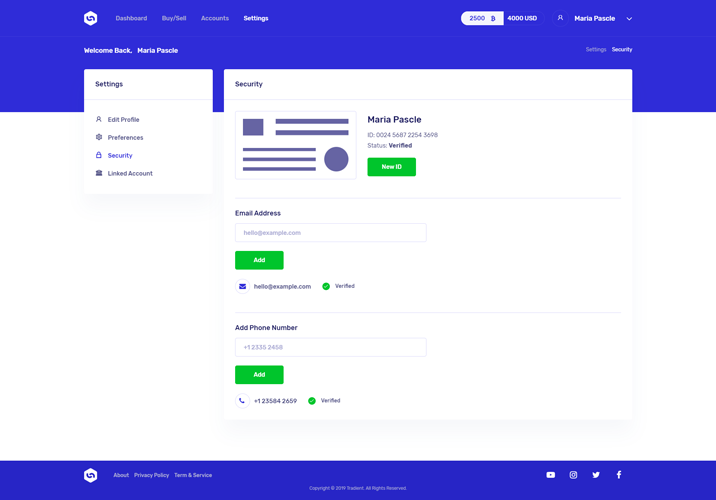 Dashboard Buy/Sell Accounts Settings 2500 4000 USD Maria Pascle
Welcome Back, Maria Pascle Settings Security
Settings
Edit Profile
Preferences
Security
Linked Account
Security
Maria Pascle
ID: 0024 5687 2254 3698
Status: Verified
New ID
Email Address
hello@example.com
Add
hello@example.com Verified
Add Phone Number
+1 2335 2458
Add
+1 23584 2659 Verified
About Privacy Policy Term & Service
Copyright © 2019 Tradient. All Rights Reserved.